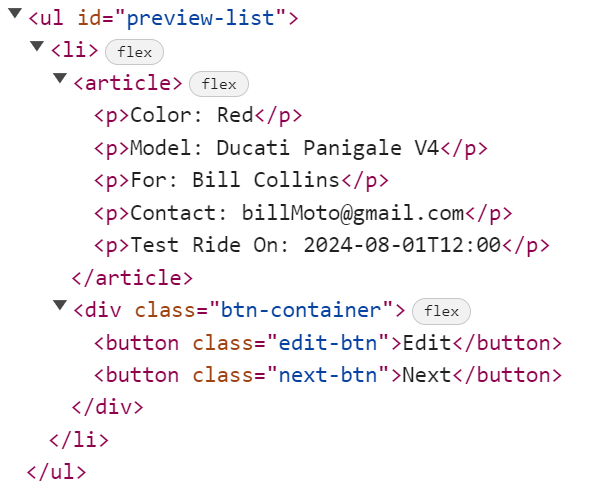 <ul id="preview-list">
<li> flex
<article> flex
<p>Color: Red</p>
<p>Model: Ducati Panigale V4</p>
<p>For: Bill Collins</p>
<p>Contact: billMoto@gmail.com</p>
<p>Test Ride On: 2024-08-01T12:00</p>
</article>
<div class="btn-container"> flex
<button class="edit-btn">Edit</button>
<button class="next-btn">Next</button>
</div>
</li>
</ul>